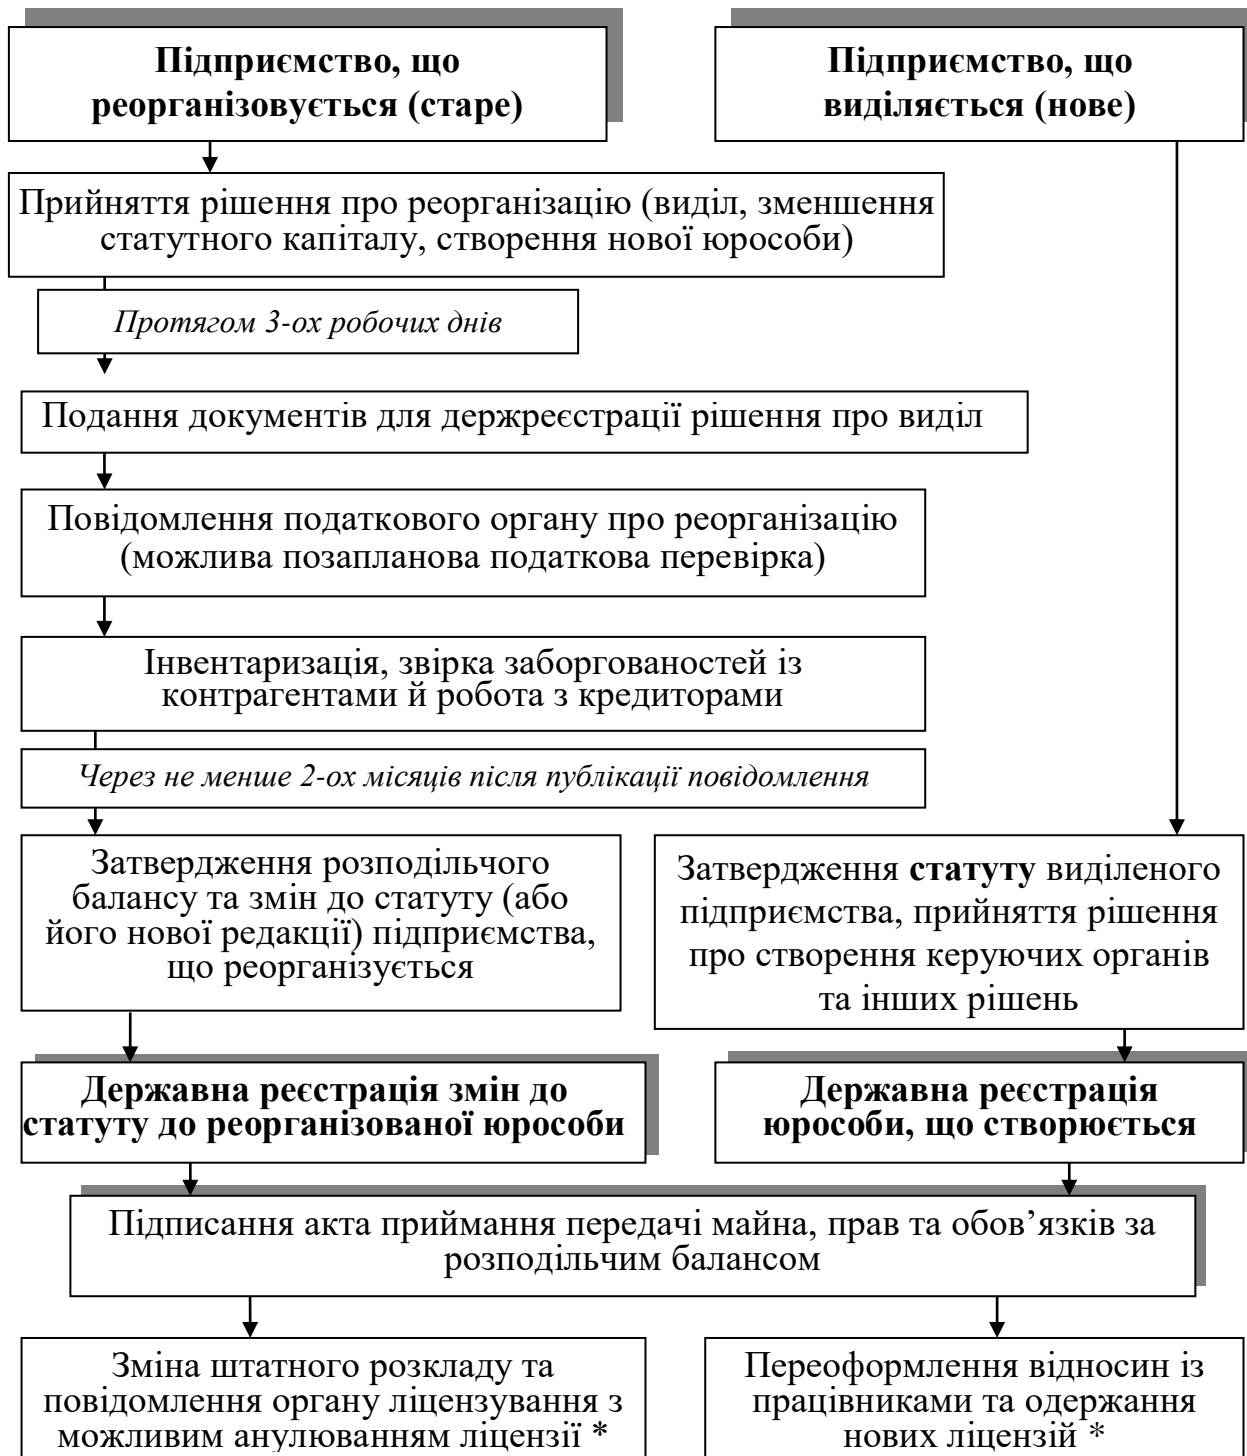 Підприємство, що
реорганізовується (старе)
Підприємство, що
виділяється (нове)
Прийняття рішення про реорганізацію (виділ, зменшення
статутного капіталу, створення нової юрособи)
Протягом 3-ох робочих днів
Подання документів для держреєстрації рішення про виділ
Повідомлення податкового органу про реорганізацію
(можлива позапланова податкова перевірка)
Інвентаризація, звірка заборгованостей із
контрагентами й робота з кредиторами
Через не менше 2-ох місяців після публікації повідомлення
Затвердження розподільчого
балансу та змін до статуту (або
його нової редакції) підприємства,
що реорганізується
Затвердження статуту виділеного
підприємства, прийняття рішення
про створення керуючих органів
та інших рішень
Державна реєстрація змін до
статуту до реорганізованої юрособи
Державна реєстрація
юрособи, що створюється
Підписання акта приймання передачі майна, прав та обов’язків за
розподільчим балансом
Зміна штатного розкладу та
повідомлення органу ліцензування з
можливим анулюванням ліцензії *
Переоформлення відносин із
працівниками та одержання
нових ліцензій *